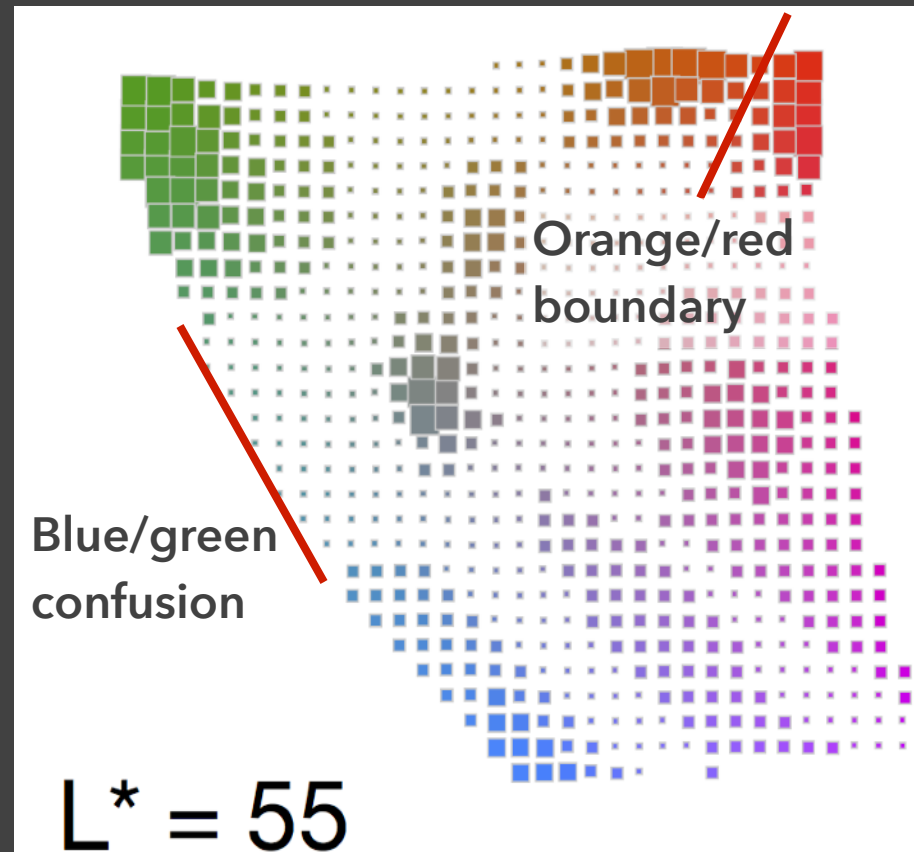 Orange/red
boundary
Blue/green
confusion
L* = 55